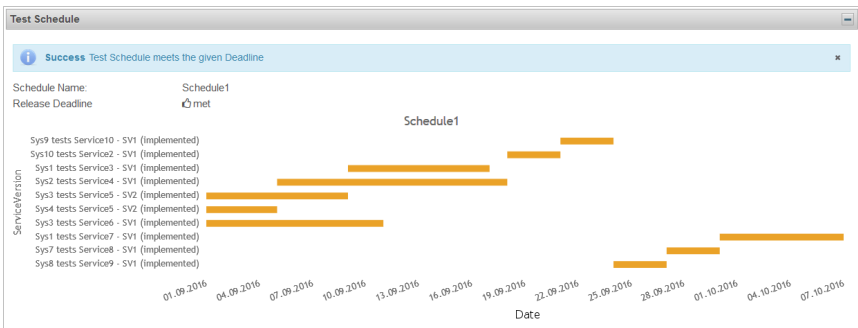 Test Schedule
Success Test Schedule meets the given Deadline
Schedule Name: Schedule1
Release Deadline met
Schedule1
ServiceVersion
Sys9 tests Service10 - SV1 (implemented)
Sys10 tests Service2 - SV1 (implemented)
Sys1 tests Service3 - SV1 (implemented)
Sys2 tests Service4 - SV1 (implemented)
Sys3 tests Service5 - SV2 (implemented)
Sys4 tests Service5 - SV2 (implemented)
Sys3 tests Service6 - SV1 (implemented)
Sys1 tests Service7 - SV1 (implemented)
Sys7 tests Service8 - SV1 (implemented)
Sys8 tests Service9 - SV1 (implemented)
01.09.2016 04.09.2016 07.09.2016 10.09.2016 13.09.2016 16.09.2016 19.09.2016 22.09.2016 25.09.2016 28.09.2016 01.10.2016 04.10.2016 07.10.2016
Date